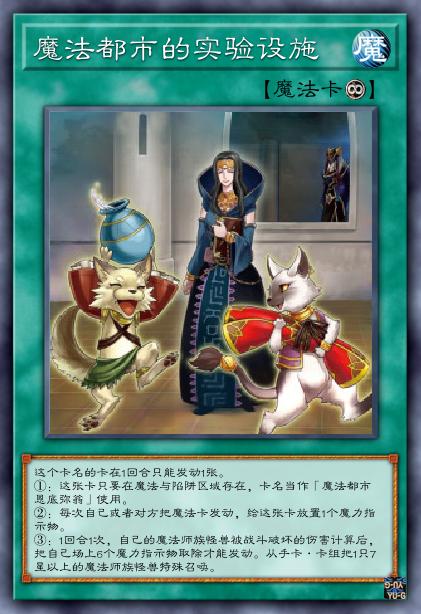 魔法都市的实验设施
魔
【魔法卡♾】
这个卡名的卡在1回合只能发动1张。
①：这张卡只要在魔法与陷阱区域存在，卡名当作「魔法都市
恩底弥翁」使用。
②：每次自己或者对方把魔法卡发动，给这张卡放置1个魔力指
示物。
③：1回合1次，自己的魔法师族怪兽被战斗破坏的伤害计算后，
把自己场上6个魔力指示物取除才能发动。从手卡·卡组把1只7
星以上的魔法师族怪兽特殊召唤。